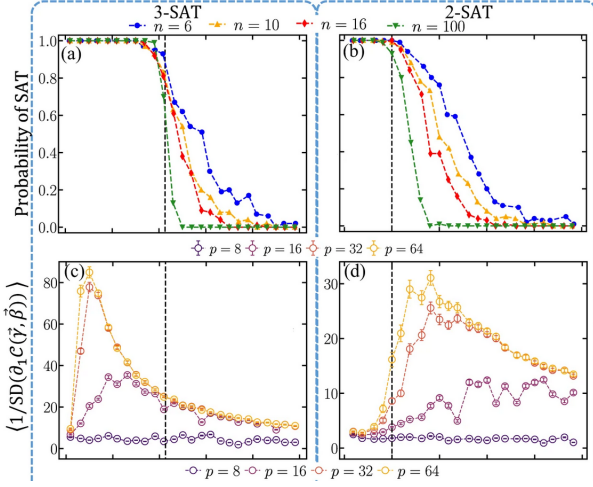 3-SAT 2-SAT
n = 6 n = 10 n = 16 n = 100
(a) (b)
Probability of SAT
1.0
0.8
0.6
0.4
0.2
0.0
p = 8 p = 16 p = 32 p = 64
(c) (d)
⟨1/SD(∂₁C(γ⃗, β⃗))⟩
80
60
40
20
0
30
20
10
0
p = 8 p = 16 p = 32 p = 64